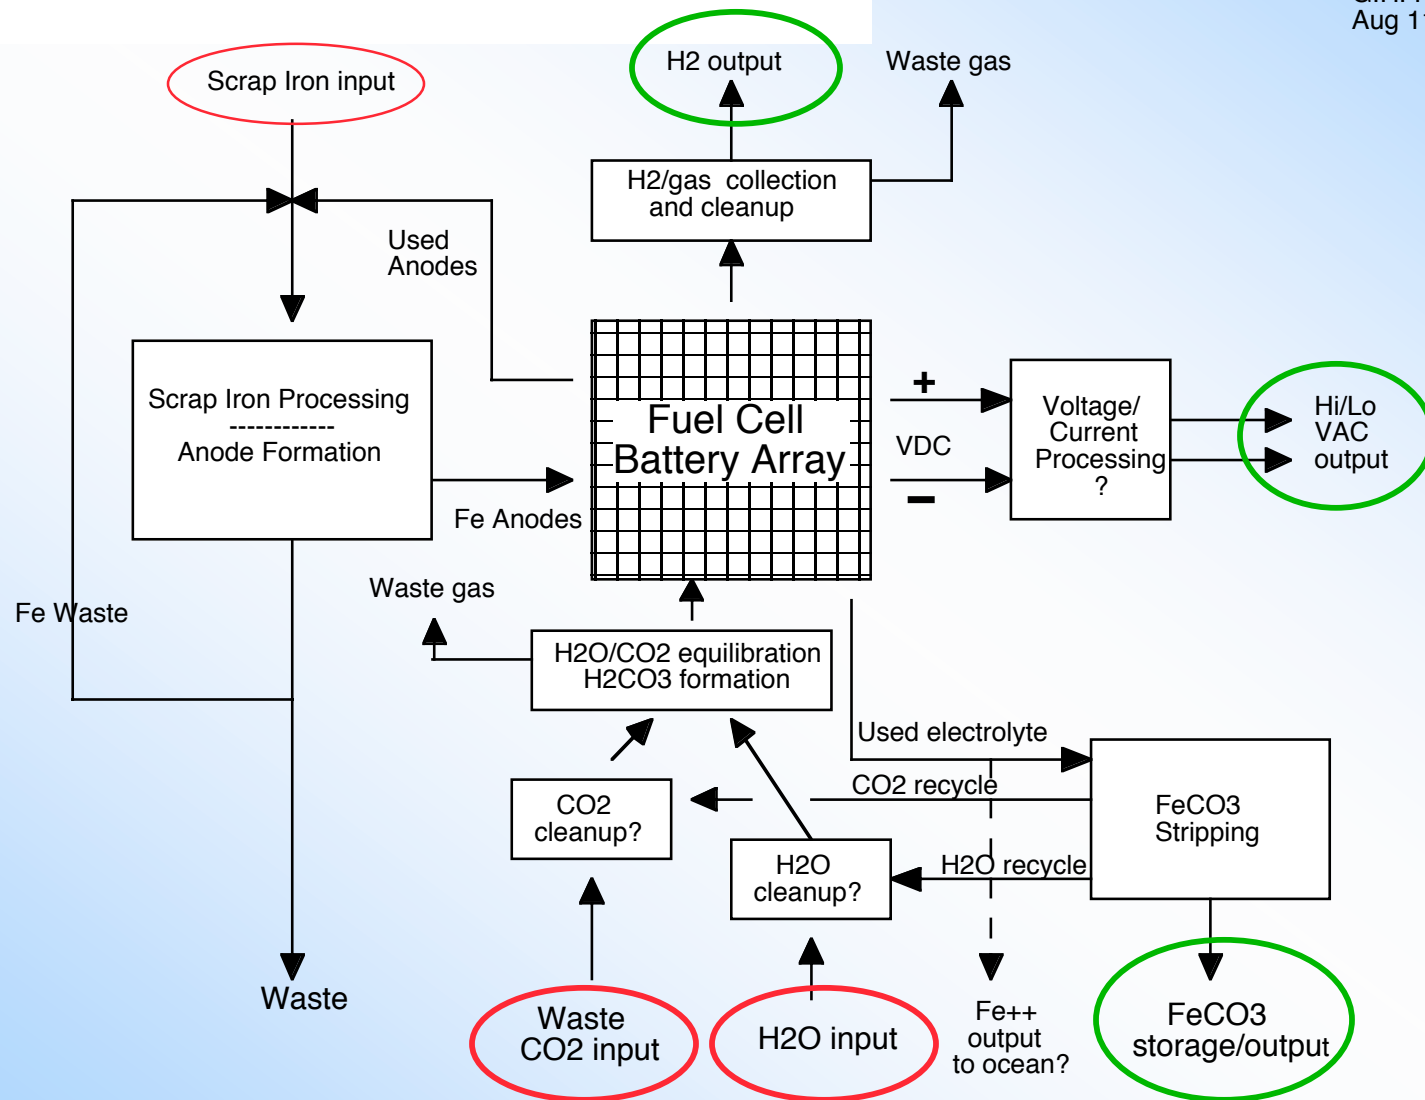 Aug 11
Scrap Iron input
H2 output
Waste gas
H2/gas collection
and cleanup
Used
Anodes
Scrap Iron Processing
------------
Anode Formation
Fuel Cell
Battery Array
+
VDC
−
Voltage/
Current
Processing
?
Hi/Lo
VAC
output
Fe Anodes
Waste gas
Fe Waste
H2O/CO2 equilibration
H2CO3 formation
Used electrolyte
CO2 recycle
CO2
cleanup?
FeCO3
Stripping
H2O recycle
H2O
cleanup?
Waste
Waste
CO2 input
H2O input
Fe++
output
to ocean?
FeCO3
storage/output